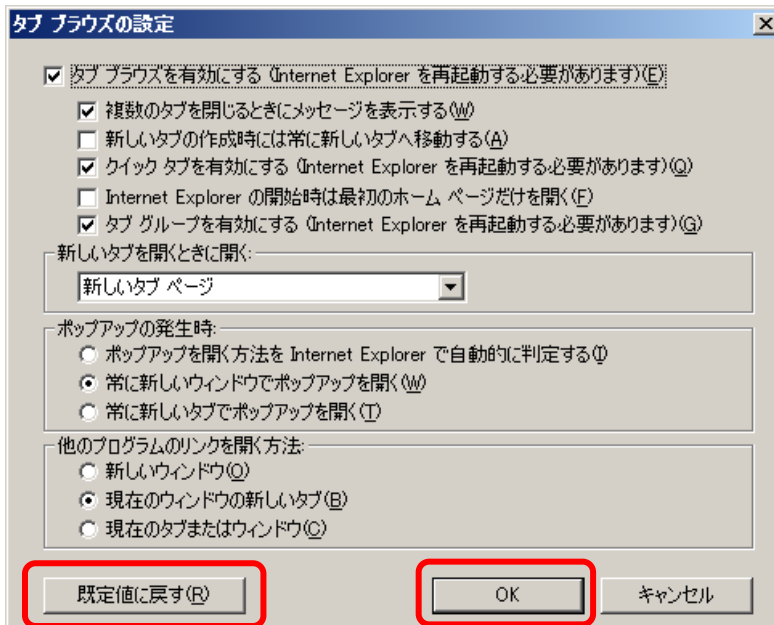 タブ ブラウズの設定
タブ ブラウズを有効にする (Internet Explorer を再起動する必要があります)(E)
複数のタブを閉じるときにメッセージを表示する(W)
新しいタブの作成時には常に新しいタブへ移動する(A)
クイック タブを有効にする (Internet Explorer を再起動する必要があります)(Q)
Internet Explorer の開始時は最初のホーム ページだけを開く(F)
タブ グループを有効にする (Internet Explorer を再起動する必要があります)(G)
新しいタブを開くときに開く:
新しいタブ ページ
ポップアップの発生時:
ポップアップを開く方法を Internet Explorer で自動的に判定する(I)
常に新しいウィンドウでポップアップを開く(W)
常に新しいタブでポップアップを開く(T)
他のプログラムのリンクを開く方法:
新しいウィンドウ(O)
現在のウィンドウの新しいタブ(B)
現在のタブまたはウィンドウ(C)
既定値に戻す(R) OK キャンセル